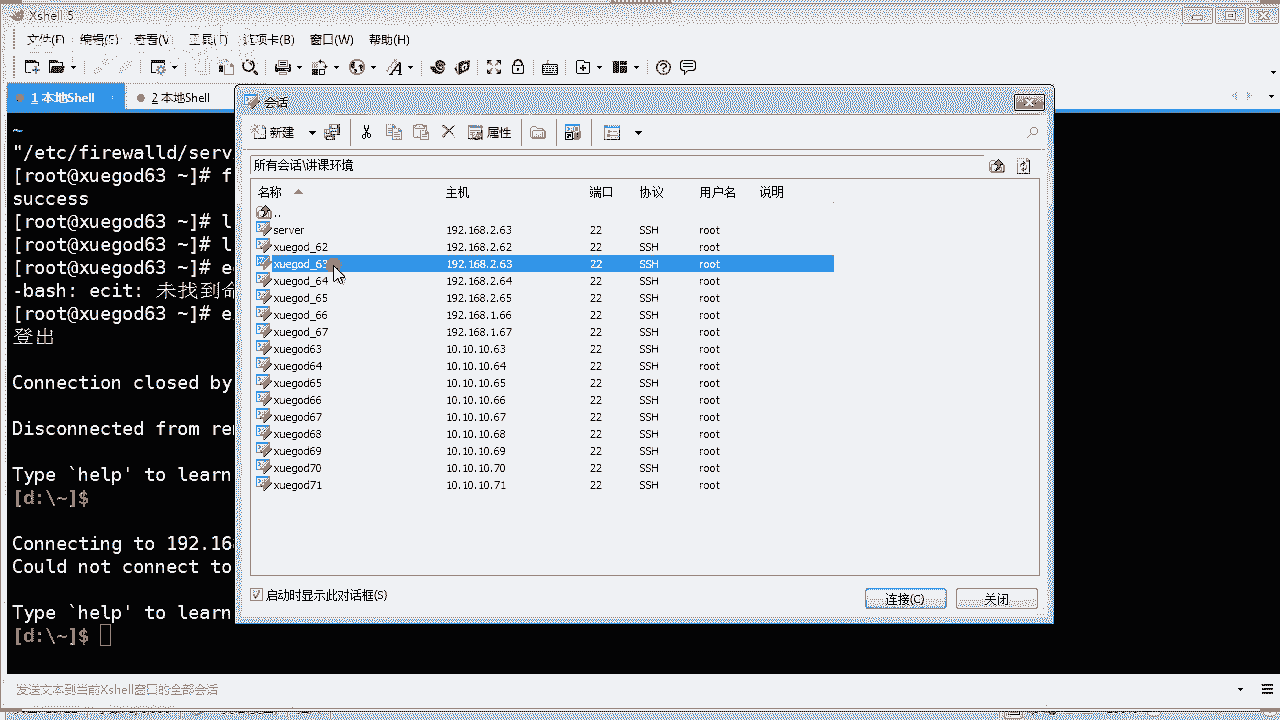 Xshell 5
文件(F) 编辑(E) 查看(V) 工具(T) 选项卡(B) 窗口(W) 帮助(H)
1 本地Shell
2 本地Shell
~
"/etc/firewalld/serv
[root@xuegod63 ~]# f
success
[root@xuegod63 ~]# l
[root@xuegod63 ~]# l
[root@xuegod63 ~]# e
-bash: ecit: 未找到命
[root@xuegod63 ~]# e
登出
Connection closed by
Disconnected from re
Type `help' to learn
[d:\~]$
Connecting to 192.16
Could not connect to
Type `help' to learn
[d:\~]$
会话
新建 属性
所有会话\讲课环境
名称 主机 端口 协议 用户名 说明
..
server 192.168.2.63 22 SSH root
xuegod_62 192.168.2.62 22 SSH root
xuegod_63 192.168.2.63 22 SSH root
xuegod_64 192.168.2.64 22 SSH root
xuegod_65 192.168.2.65 22 SSH root
xuegod_66 192.168.1.66 22 SSH root
xuegod_67 192.168.1.67 22 SSH root
xuegod63 10.10.10.63 22 SSH root
xuegod64 10.10.10.64 22 SSH root
xuegod65 10.10.10.65 22 SSH root
xuegod66 10.10.10.66 22 SSH root
xuegod67 10.10.10.67 22 SSH root
xuegod68 10.10.10.68 22 SSH root
xuegod69 10.10.10.69 22 SSH root
xuegod70 10.10.10.70 22 SSH root
xuegod71 10.10.10.71 22 SSH root
启动时显示此对话框(S)
连接(C) 关闭
发送文本到当前Xshell窗口的全部会话